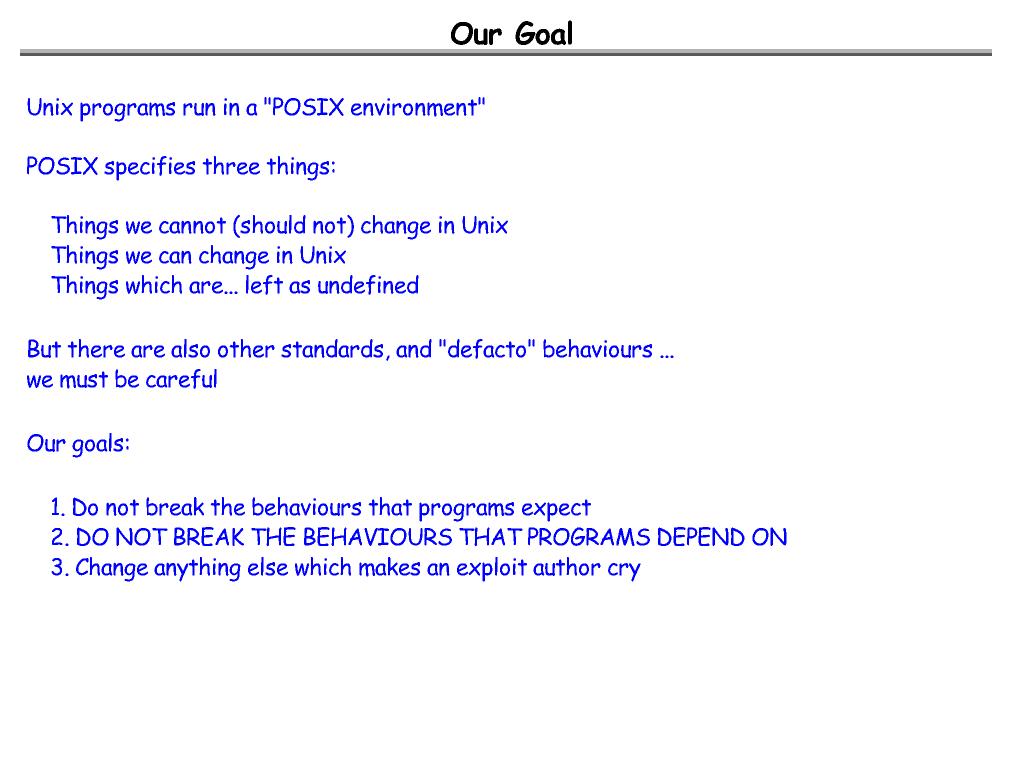 Our Goal
Unix programs run in a "POSIX environment"
POSIX specifies three things:
Things we cannot (should not) change in Unix
Things we can change in Unix
Things which are... left as undefined
But there are also other standards, and "defacto" behaviours ...
we must be careful
Our goals:
1. Do not break the behaviours that programs expect
2. DO NOT BREAK THE BEHAVIOURS THAT PROGRAMS DEPEND ON
3. Change anything else which makes an exploit author cry